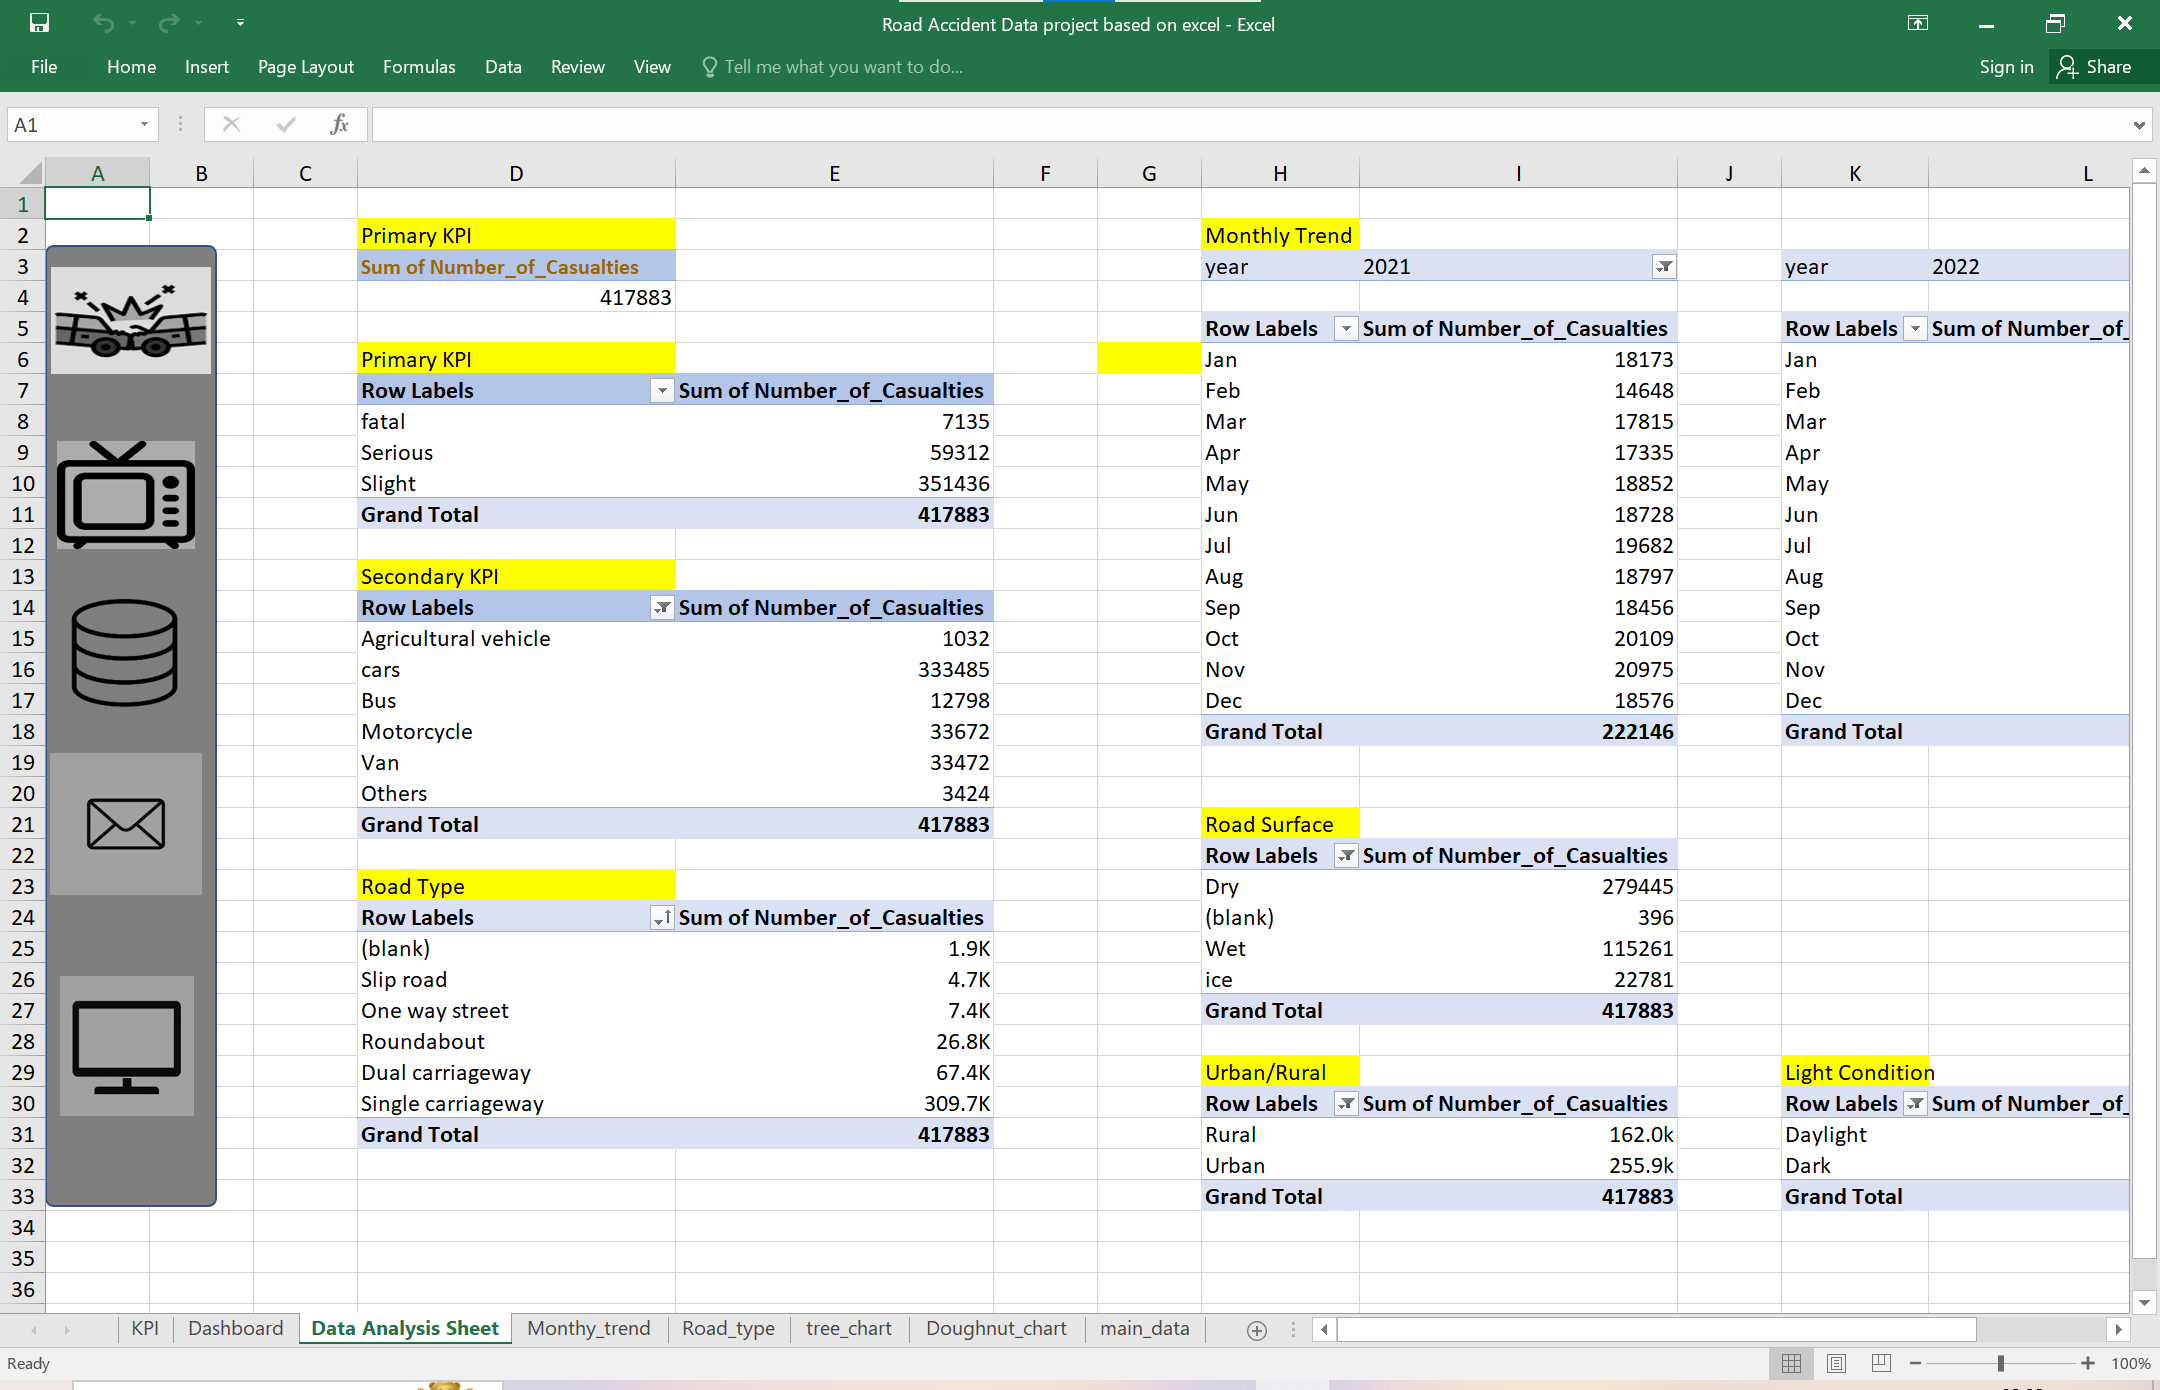 Road Accident Data project based on excel - Excel
File Home Insert Page Layout Formulas Data Review View Tell me what you want to do... Sign in Share
A1 fx
A B C D E F G H I J K L
1
2 Primary KPI Monthly Trend
3 Sum of Number_of_Casualties year 2021 year 2022
4 417883
5 Row Labels Sum of Number_of_Casualties Row Labels Sum of Number_of_
6 Primary KPI Jan 18173 Jan
7 Row Labels Sum of Number_of_Casualties Feb 14648 Feb
8 fatal 7135 Mar 17815 Mar
9 Serious 59312 Apr 17335 Apr
10 Slight 351436 May 18852 May
11 Grand Total 417883 Jun 18728 Jun
12 Jul 19682 Jul
13 Secondary KPI Aug 18797 Aug
14 Row Labels Sum of Number_of_Casualties Sep 18456 Sep
15 Agricultural vehicle 1032 Oct 20109 Oct
16 cars 333485 Nov 20975 Nov
17 Bus 12798 Dec 18576 Dec
18 Motorcycle 33672 Grand Total 222146 Grand Total
19 Van 33472
20 Others 3424
21 Grand Total 417883 Road Surface
22 Row Labels Sum of Number_of_Casualties
23 Road Type Dry 279445
24 Row Labels Sum of Number_of_Casualties (blank) 396
25 (blank) 1.9K Wet 115261
26 Slip road 4.7K ice 22781
27 One way street 7.4K Grand Total 417883
28 Roundabout 26.8K
29 Dual carriageway 67.4K Urban/Rural Light Condition
30 Single carriageway 309.7K Row Labels Sum of Number_of_Casualties Row Labels Sum of Number_of_
31 Grand Total 417883 Rural 162.0k Daylight
32 Urban 255.9k Dark
33 Grand Total 417883 Grand Total
34
35
36
KPI Dashboard Data Analysis Sheet Monthy_trend Road_type tree_chart Doughnut_chart main_data
Ready 100%